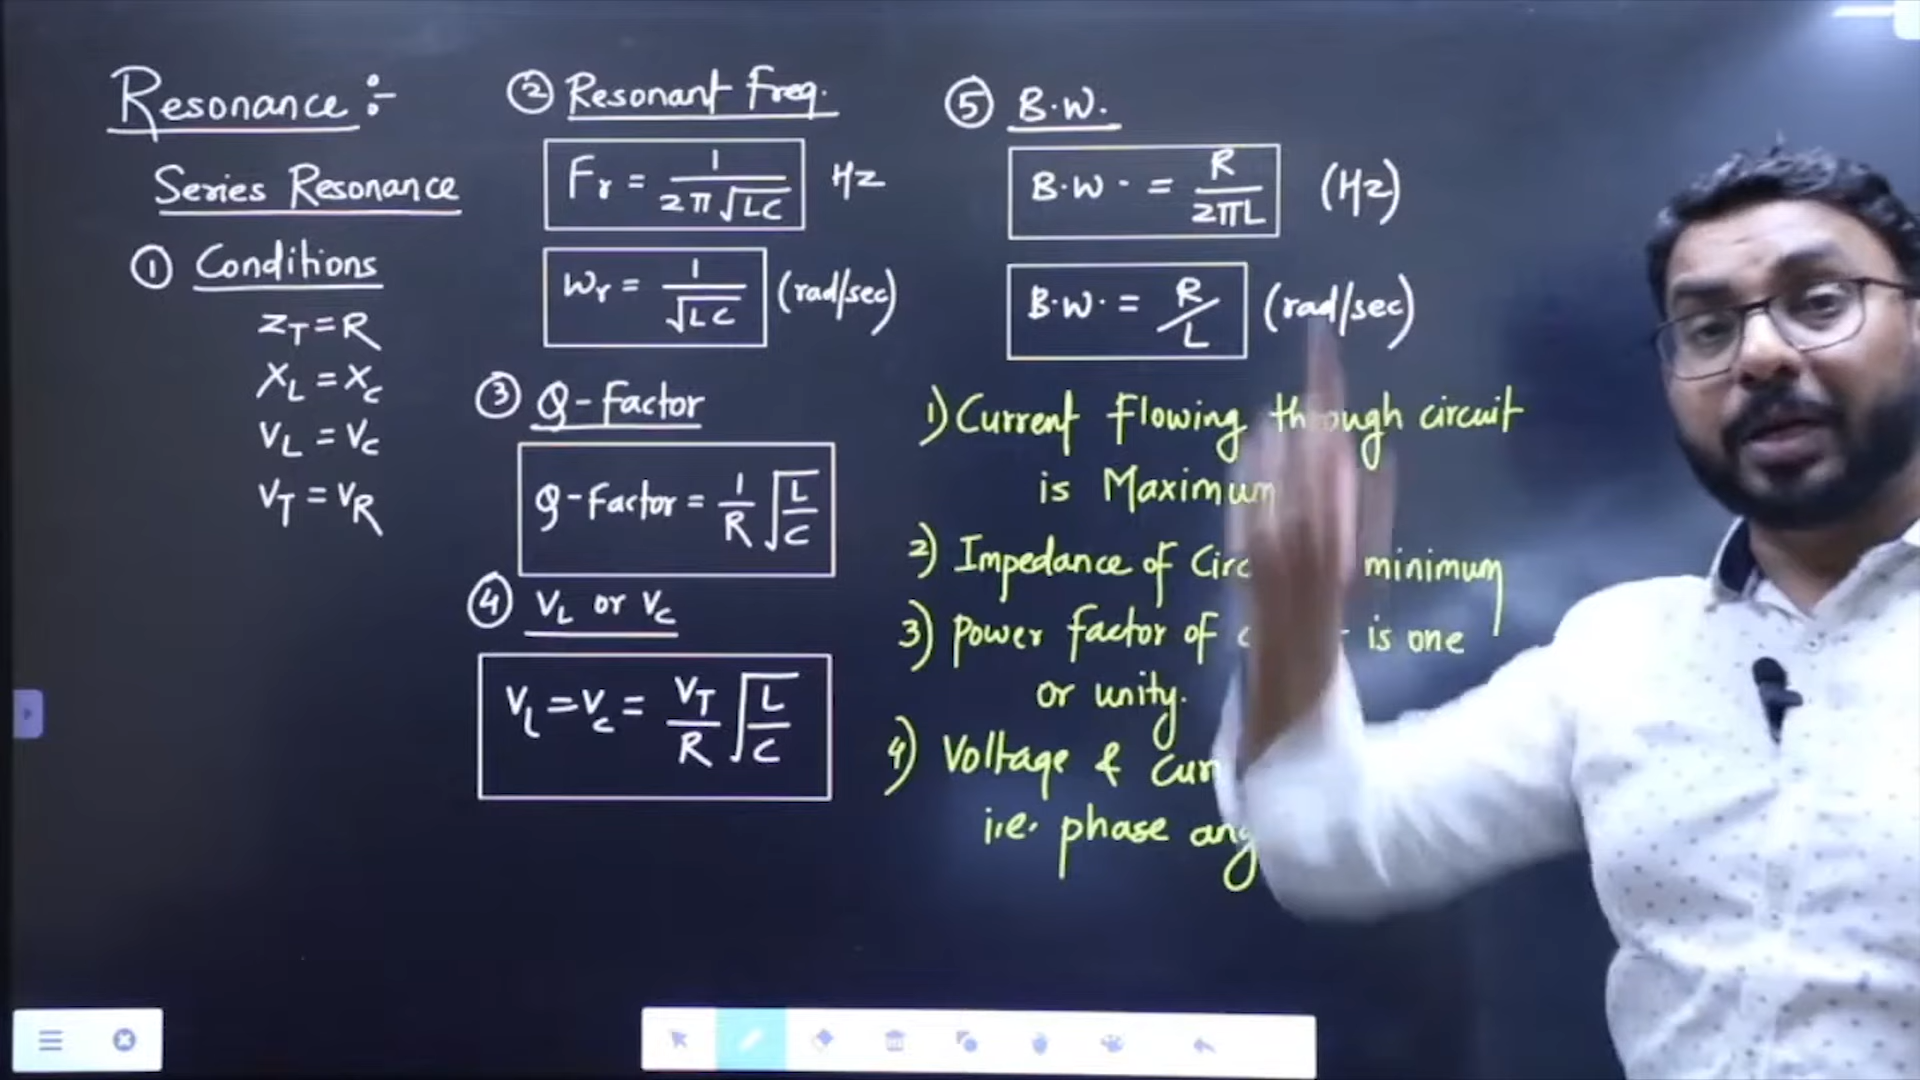 Resonance :-
Series Resonance
① Conditions
Z_T = R
X_L = X_C
V_L = V_C
V_T = V_R
② Resonant Freq.
F_r = 1/(2π√LC) Hz
W_r = 1/√LC (rad/sec)
③ Q-Factor
Q-Factor = 1/R √(L/C)
④ V_L or V_C
V_L = V_C = V_T/R √(L/C)
⑤ B.W.
B.W. = R/2πL (Hz)
B.W. = R/L (rad/sec)
1) Current flowing through circuit
is Maximum
2) Impedance of minimum
3) Power factor of is one
or unity.
4) Voltage &
i.e. phase